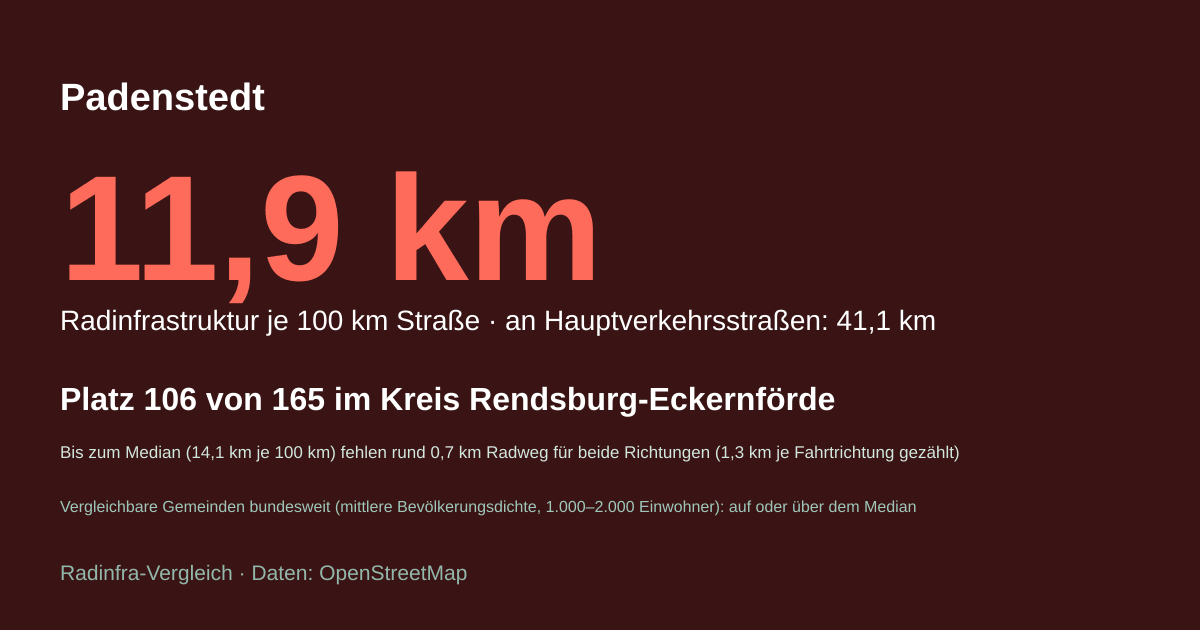 Padenstedt
11,9 km
Radinfrastruktur je 100 km Straße · an Hauptverkehrsstraßen: 41,1 km
Platz 106 von 165 im Kreis Rendsburg-Eckernförde
Bis zum Median (14,1 km je 100 km) fehlen rund 0,7 km Radweg für beide Richtungen (1,3 km je Fahrtrichtung gezählt)
Vergleichbare Gemeinden bundesweit (mittlere Bevölkerungsdichte, 1.000–2.000 Einwohner): auf oder über dem Median
Radinfra-Vergleich · Daten: OpenStreetMap